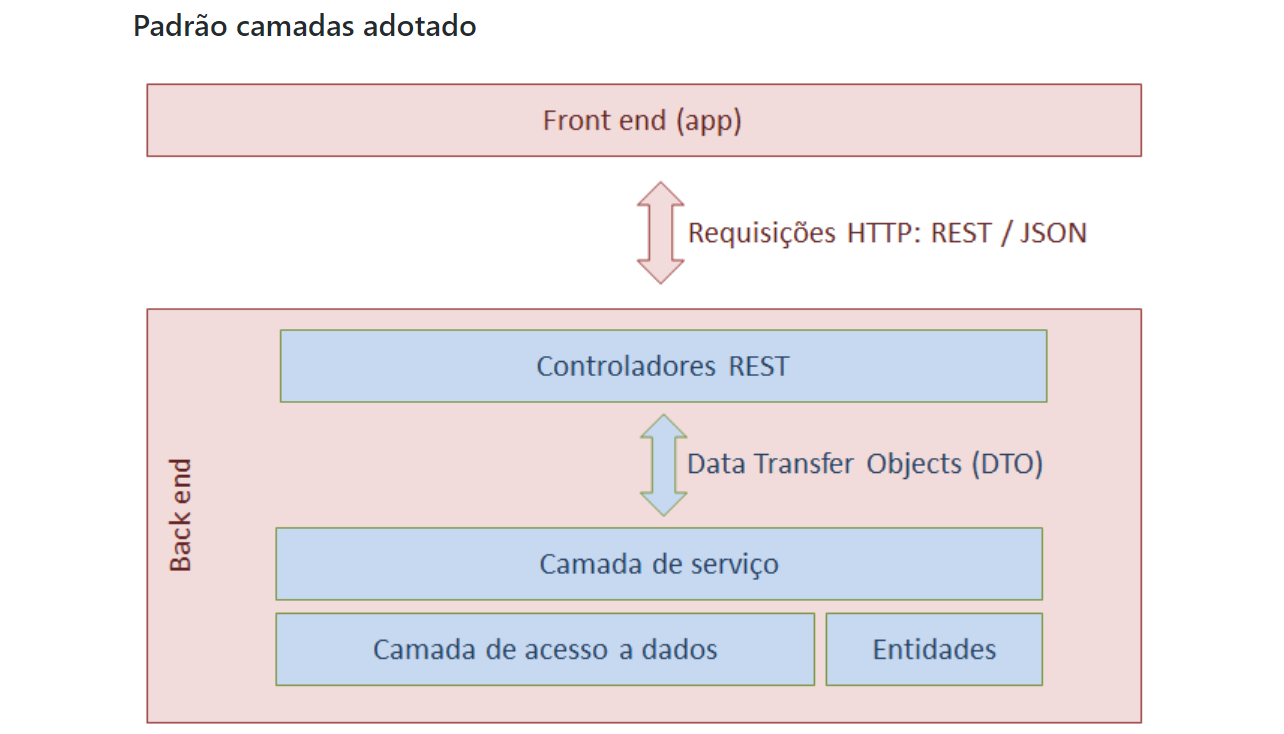 Padrão camadas adotado
Front end (app)
Requisições HTTP: REST / JSON
Controladores REST
Data Transfer Objects (DTO)
Back end
Camada de serviço
Camada de acesso a dados
Entidades